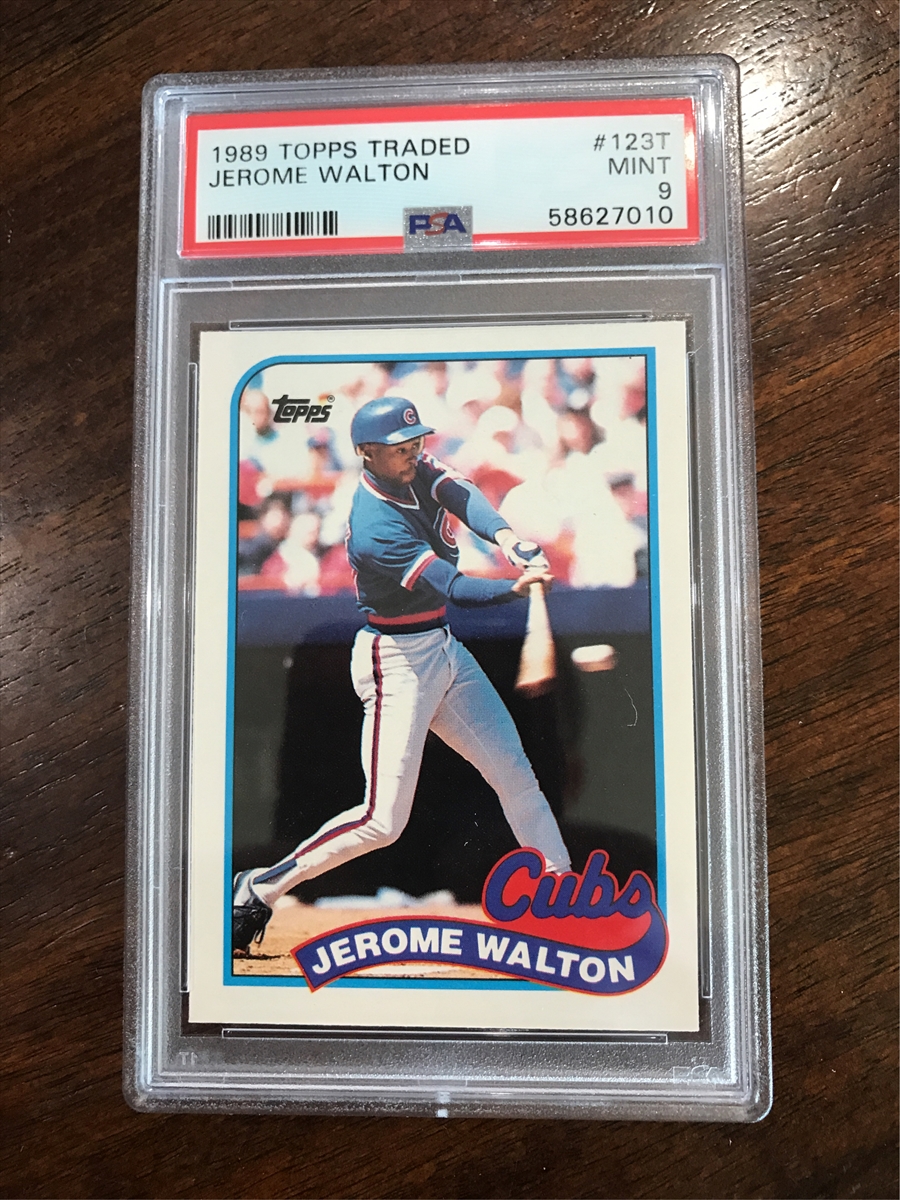 1989 TOPPS TRADED #123T
JEROME WALTON MINT
9
PSA 58627010
Topps®
C
Cubs
JEROME WALTON